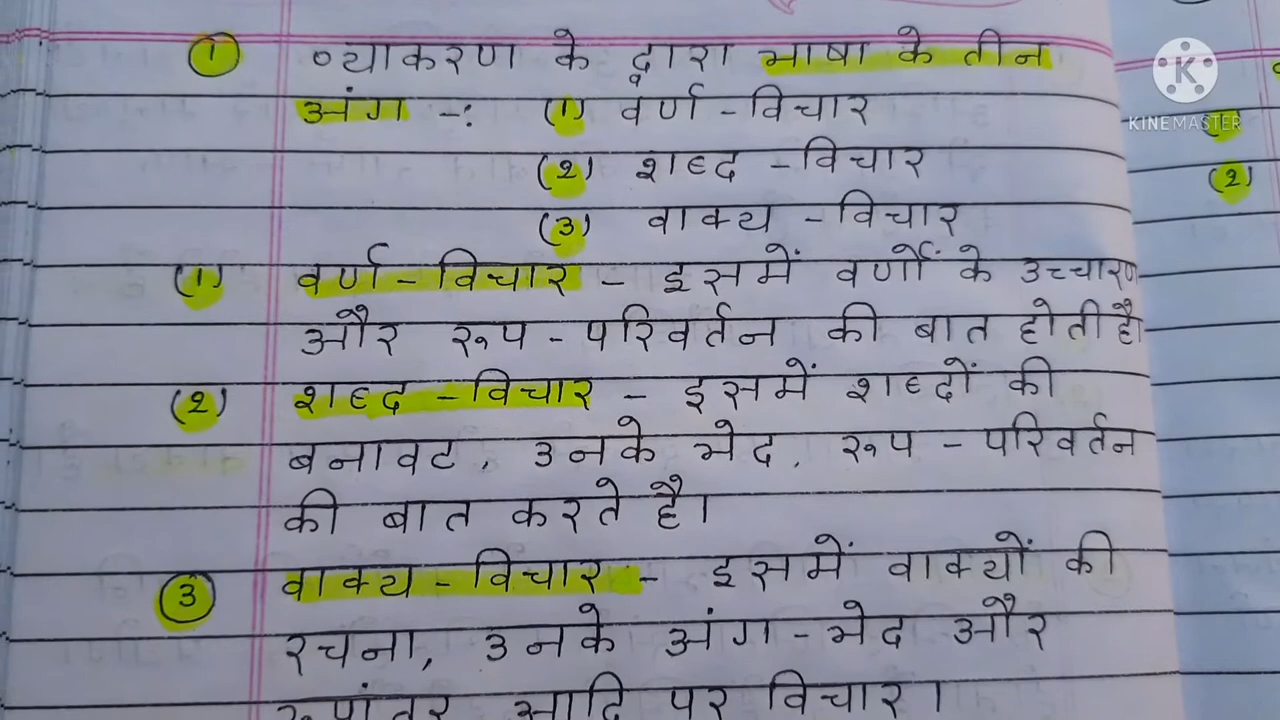 ① व्याकरण के द्वारा भाषा के तीन
अंग -: (1) वर्ण - विचार
(2) शब्द - विचार
(3) वाक्य - विचार
(1) वर्ण - विचार - इसमें वर्णों के उच्चारण
और रूप - परिवर्तन की बात होती है।
(2) शब्द - विचार - इसमें शब्दों की
बनावट, उनके भेद, रूप - परिवर्तन
की बात करते है।
③ वाक्य - विचार - इसमें वाक्यों की
रचना, उनके अंग - भेद और
रूपांतर आदि पर विचार।
KINEMASTER
(2)